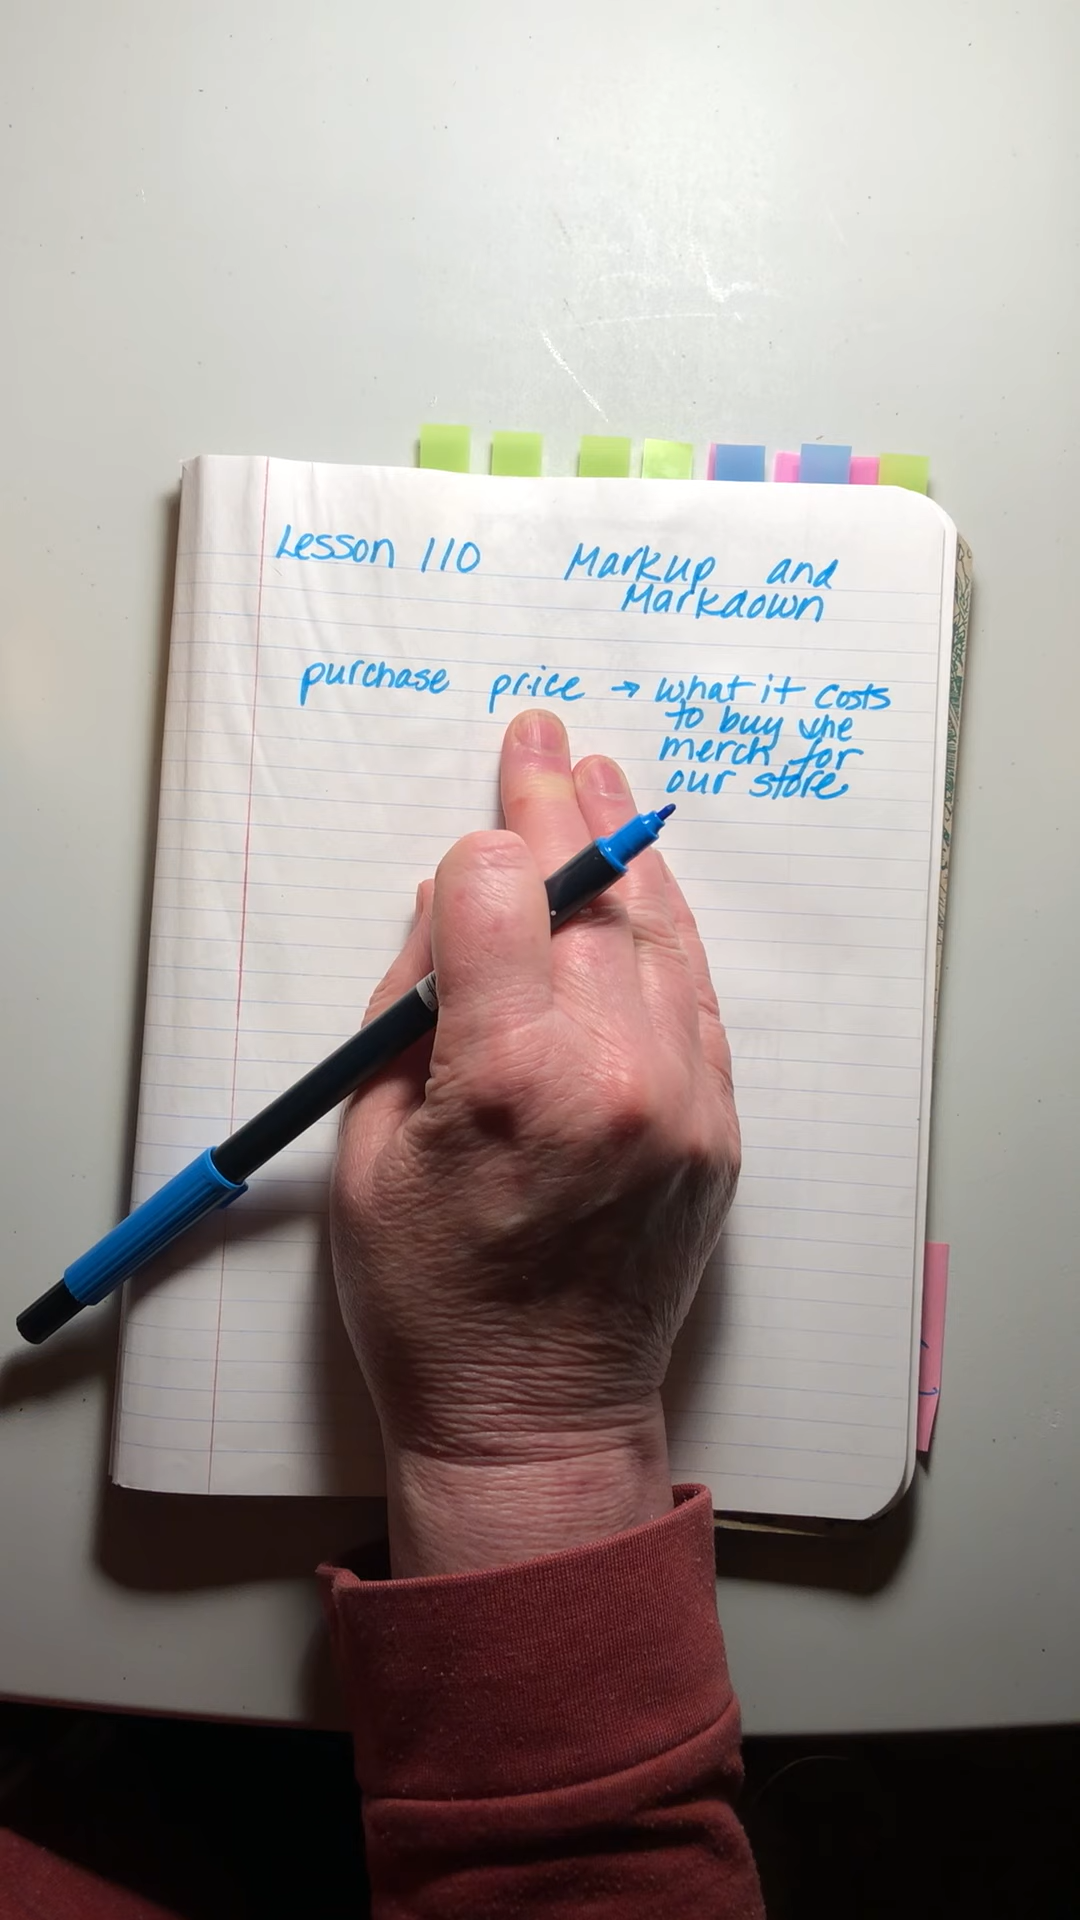 Lesson 110 Markup and
Markdown
purchase price → what it costs
to buy the
merch for
our store